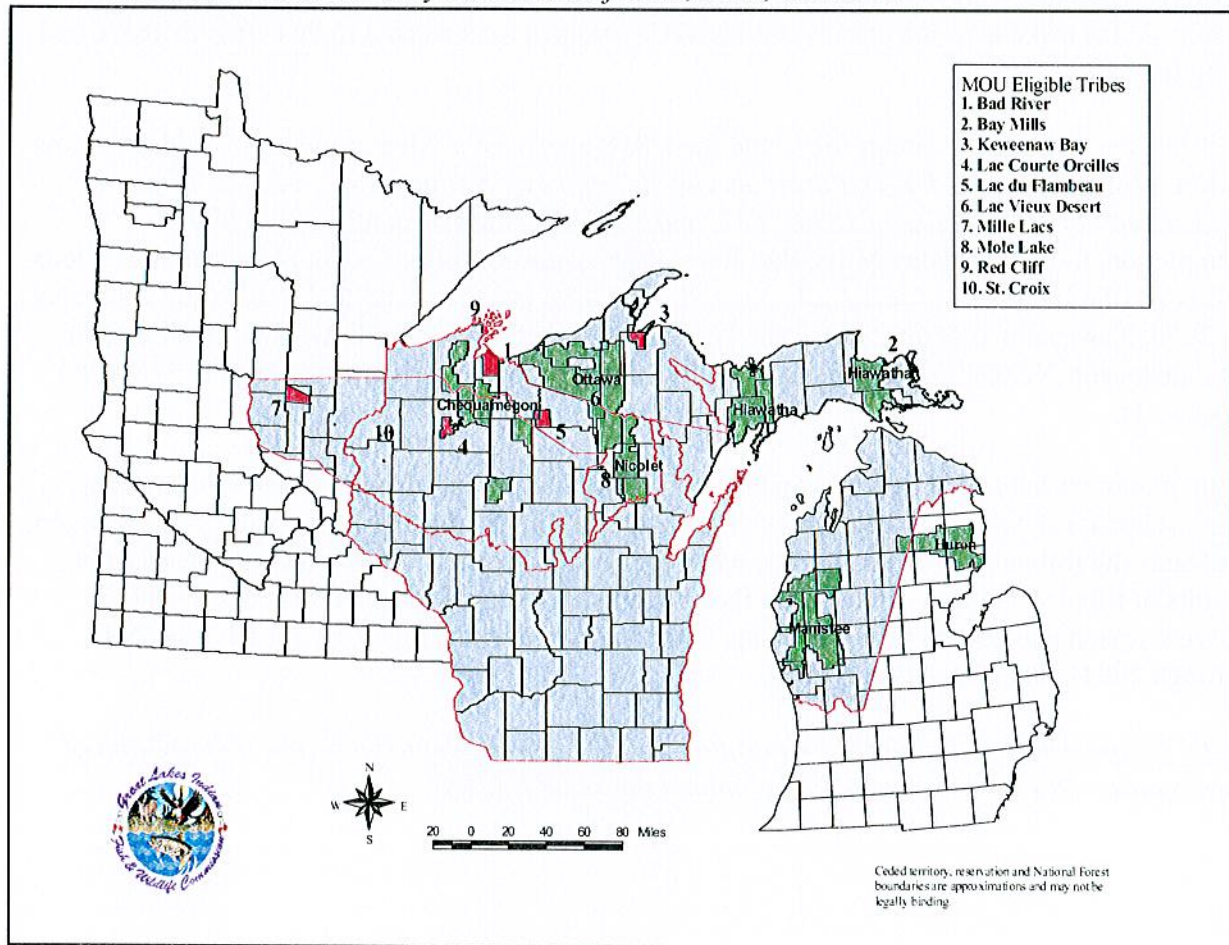 MOU Eligible Tribes
1. Bad River
2. Bay Mills
3. Keweenaw Bay
4. Lac Courte Oreilles
5. Lac du Flambeau
6. Lac Vieux Desert
7. Mille Lacs
8. Mole Lake
9. Red Cliff
10. St. Croix
9
3
2
1
Ottawa
Hiawatha
6
7
Chequamegon
Hiawatha
10
4
5
Nicolet
8
Huron
Manistee
Great Lakes Indian
Fish & Wildlife Commission
N
W E
S
20 0 20 40 60 80 Miles
Ceded territory, reservation and National Forest
boundaries are approximations and may not be
legally binding.